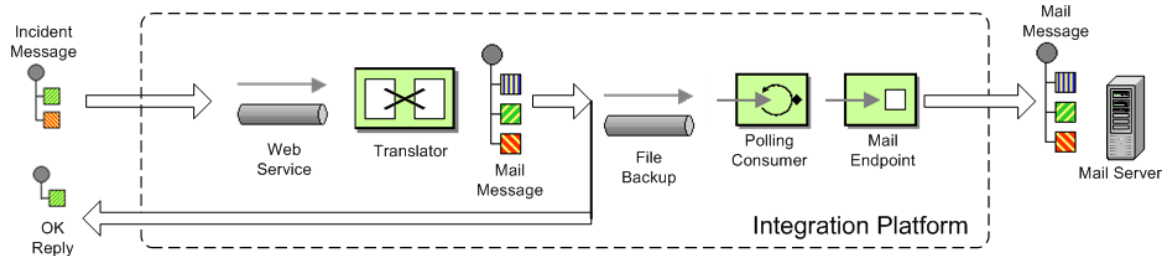 Incident
Message
Web
Service
Translator
Mail
Message
File
Backup
Polling
Consumer
Mail
Endpoint
Mail
Message
Mail Server
OK
Reply
Integration Platform